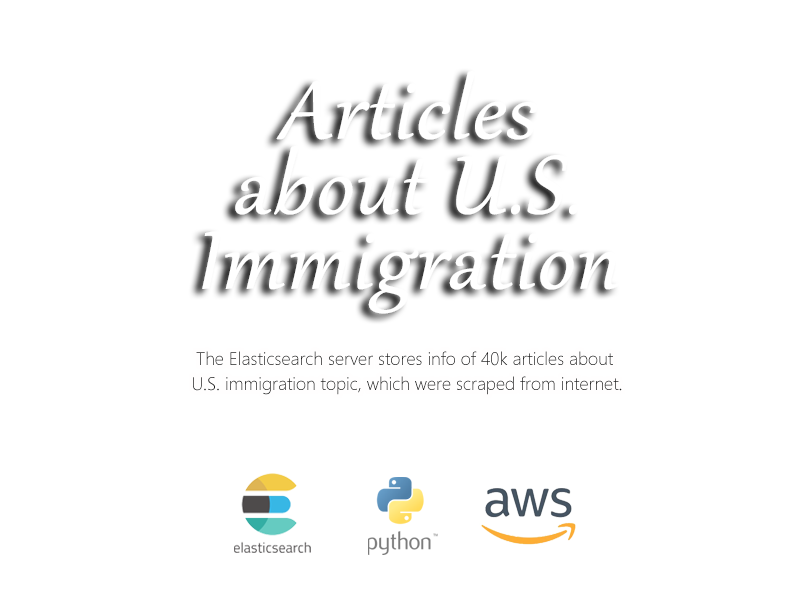 Articles
about U.S.
Immigration
The Elasticsearch server stores info of 40k articles about
U.S. immigration topic, which were scraped from internet.
elasticsearch
python™
aws